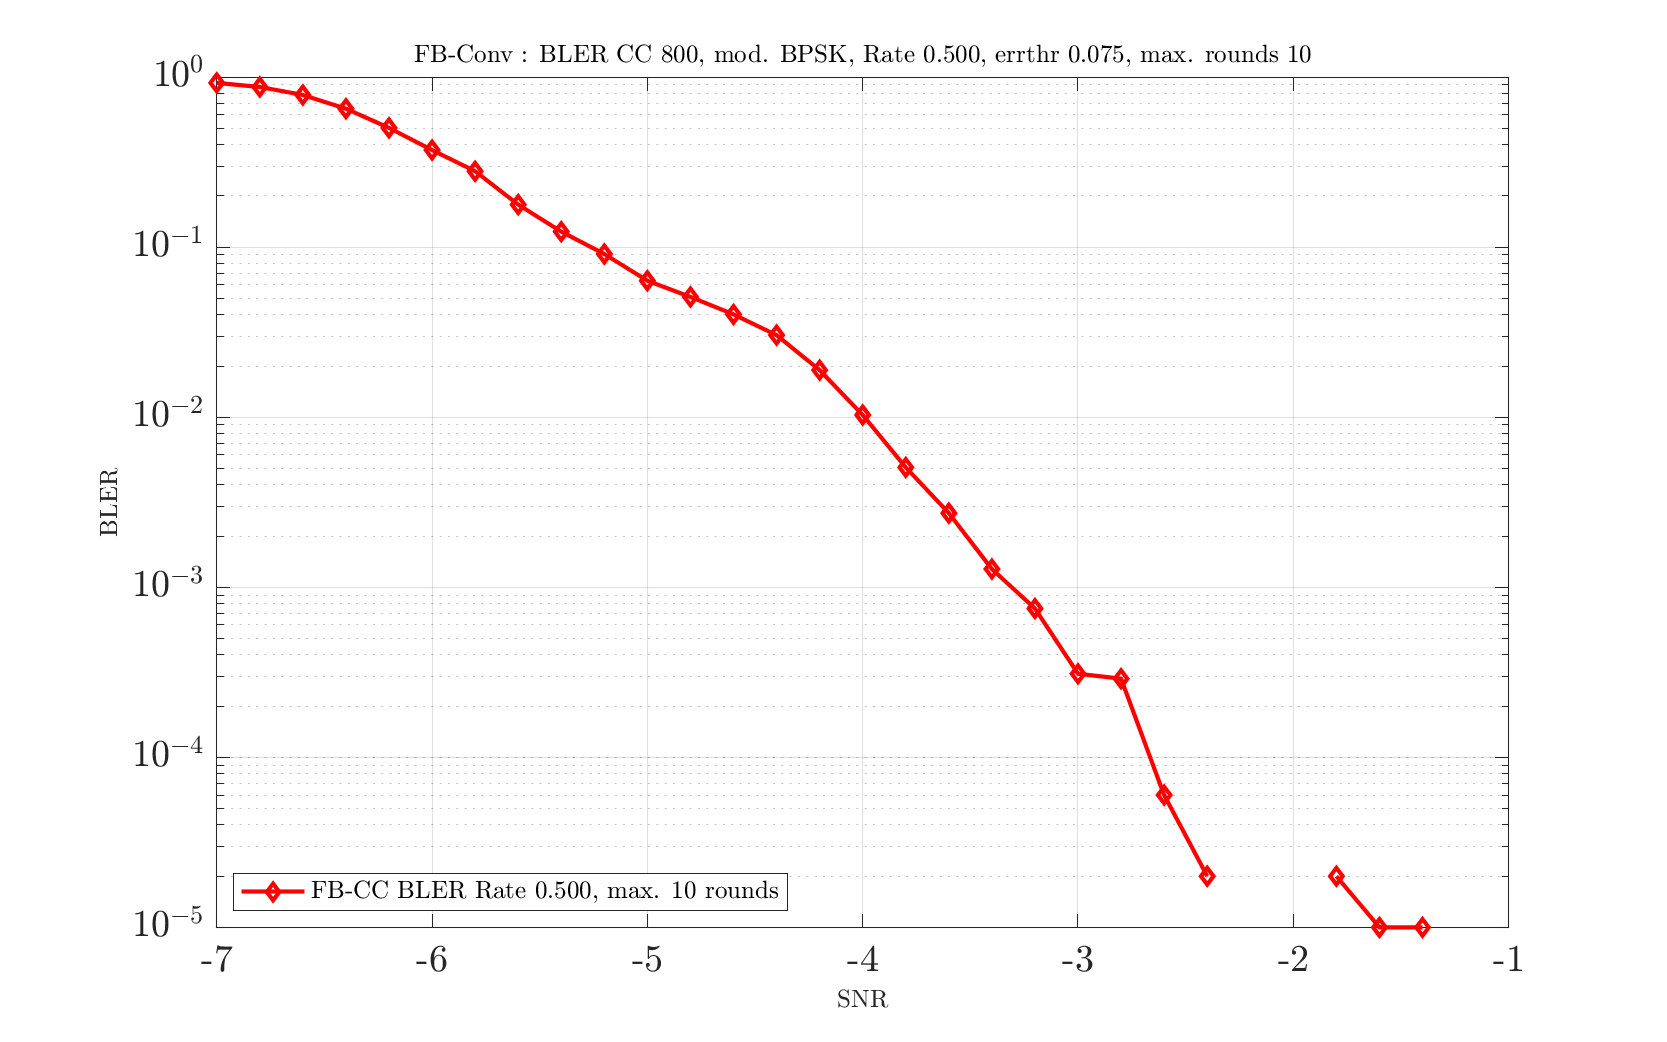 FB-Conv : BLER CC 800, mod. BPSK, Rate 0.500, errthr 0.075, max. rounds 10
10^0
10^{-1}
10^{-2}
10^{-3}
10^{-4}
10^{-5}
BLER
FB-CC BLER Rate 0.500, max. 10 rounds
-7 -6 -5 -4 -3 -2 -1
SNR